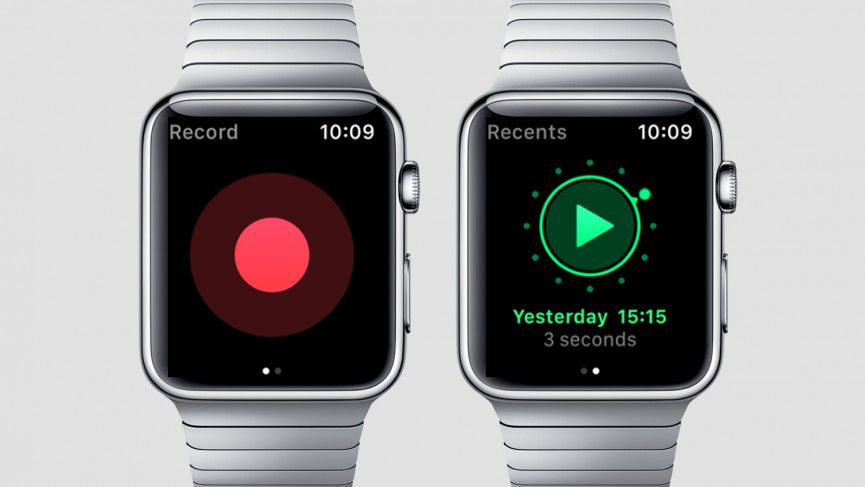 Record 10:09
Recents 10:09
Yesterday 15:15
3 seconds